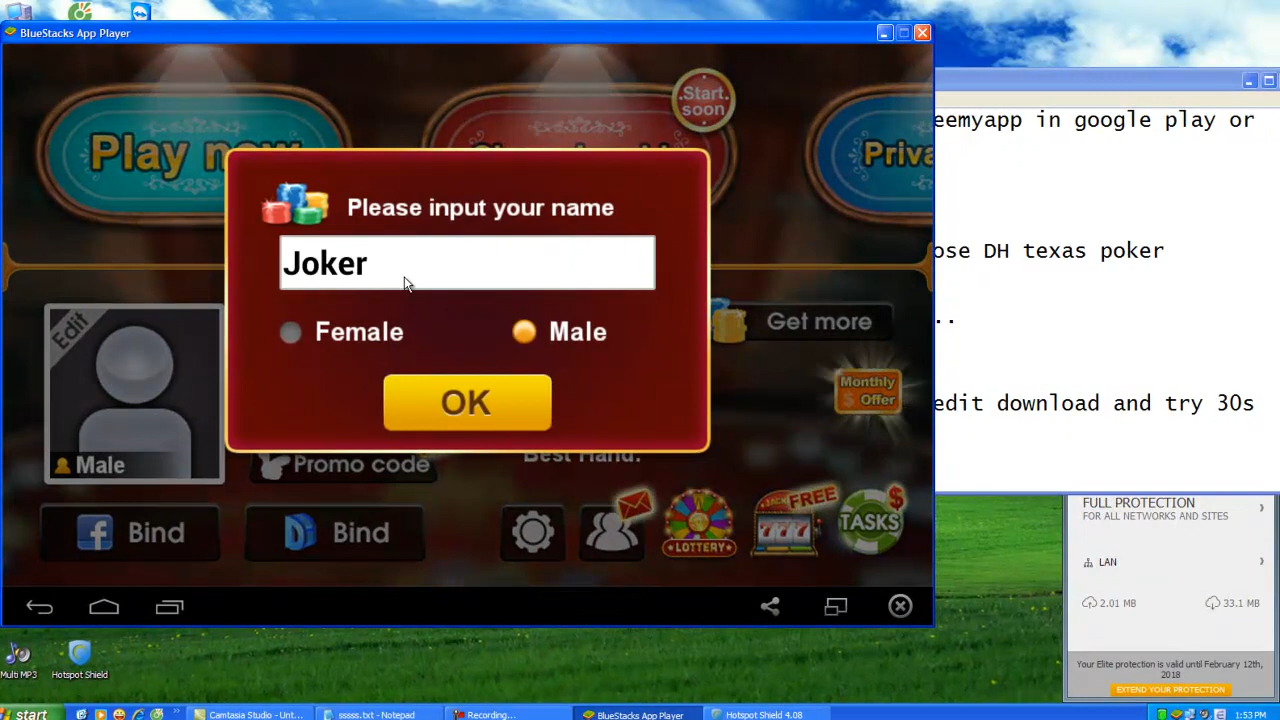 BlueStacks App Player
Start
soon
Play now
Priva
eemyapp in google play or
Please input your name
Joker
ose DH texas poker
Female
Male
Get more
..
OK
Monthly
$ Offer
edit download and try 30s
Edit
Male
Promo code
Best Hand:
Bind
Bind
LOTTERY
JACK
FREE
777
$
TASKS
FULL PROTECTION
FOR ALL NETWORKS AND SITES
LAN
2.01 MB
33.1 MB
Your Elite protection is valid until February 12th,
2018
EXTEND YOUR PROTECTION
Multi MP3
Hotspot Shield
start
Camtasia Studio - Unt...
sssss.txt - Notepad
Recording...
BlueStacks App Player
Hotspot Shield 4.08
1:53 PM